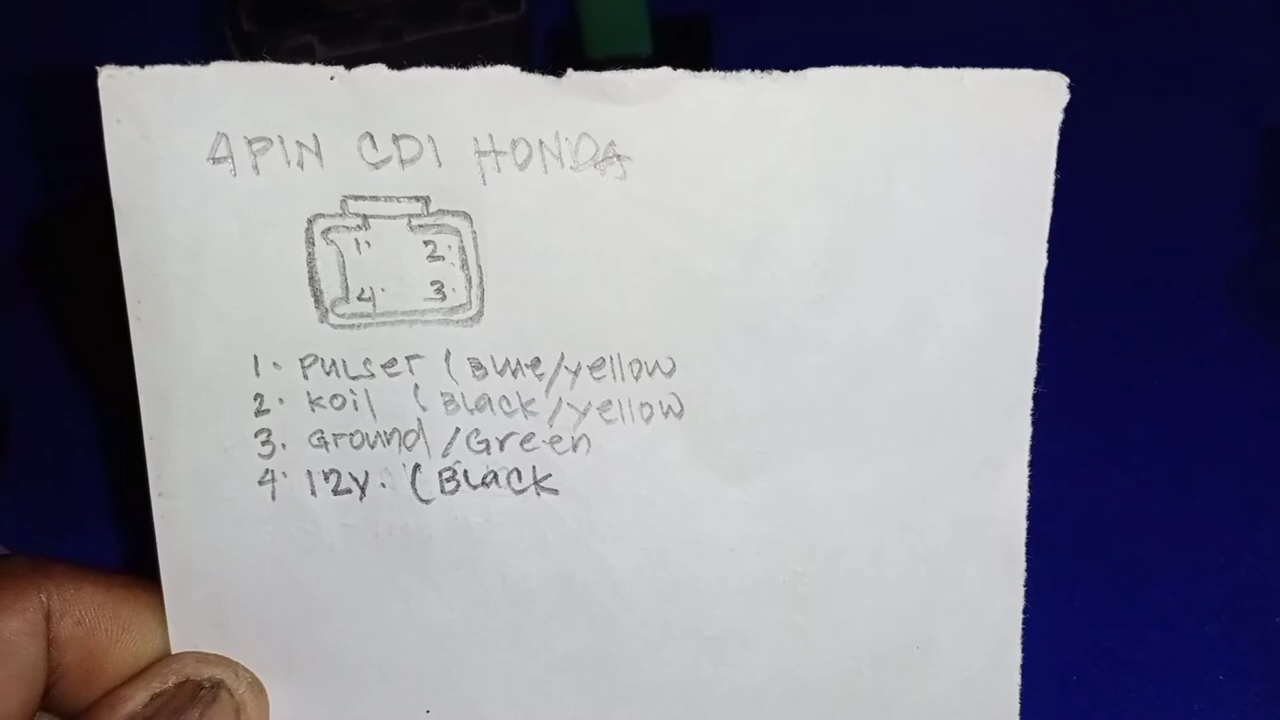 4PIN CDI HONDA
1. 2.
4. 3.
1. PULSER (BLUE/yellow
2. KOil (BLACK/yellow
3. Ground/Green
4. 12V. (BLACK